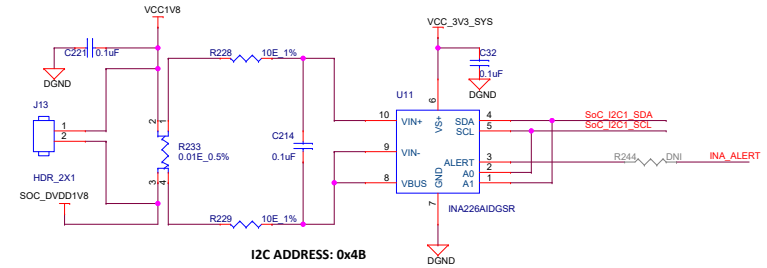 VCC1V8
VCC_3V3_SYS
C221
0.1uF
DGND
R228
10E_1%
C32
0.1uF
DGND
J13
1
2
HDR_2X1
SOC_DVDD1V8
2
1
R233
0.01E_0.5%
3
4
C214
0.1uF
U11
6
10
VIN+
VS+
SDA
4
SoC_I2C1_SDA
SCL
5
SoC_I2C1_SCL
9
VIN-
ALERT
3
R244
DNI
INA_ALERT
8
VBUS
GND
A0
2
A1
1
7
INA226AIDGSR
R229
10E_1%
DGND
I2C ADDRESS: 0x4B